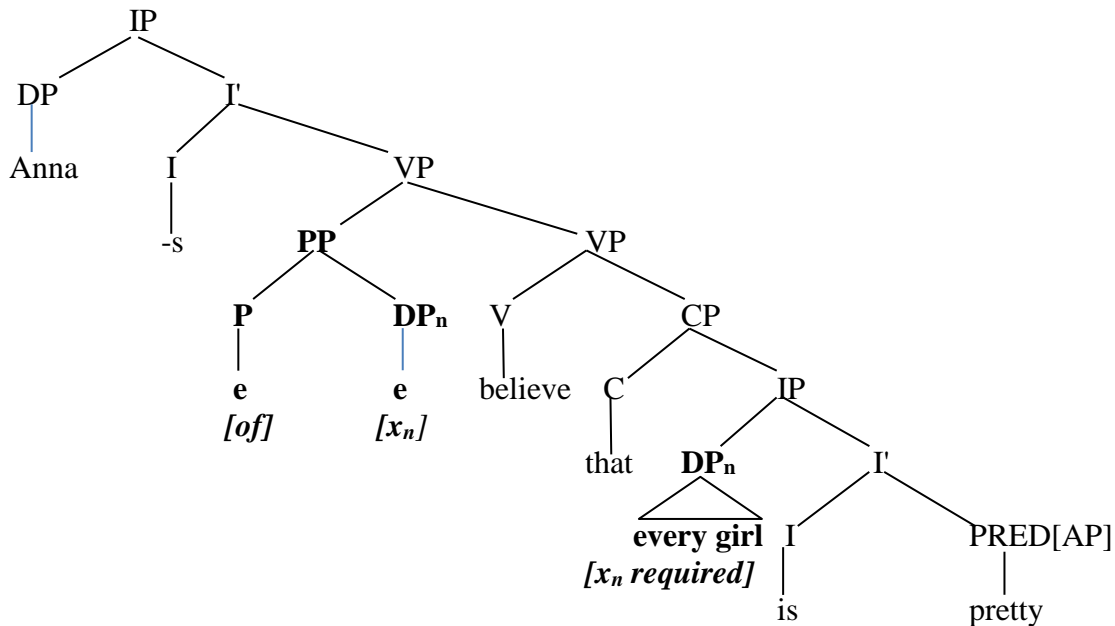 IP
DP I'
Anna I VP
-s PP VP
P DPn V CP
e e believe C IP
[of] [xn]
that DPn I'
every girl I PRED[AP]
[xn required]
is pretty